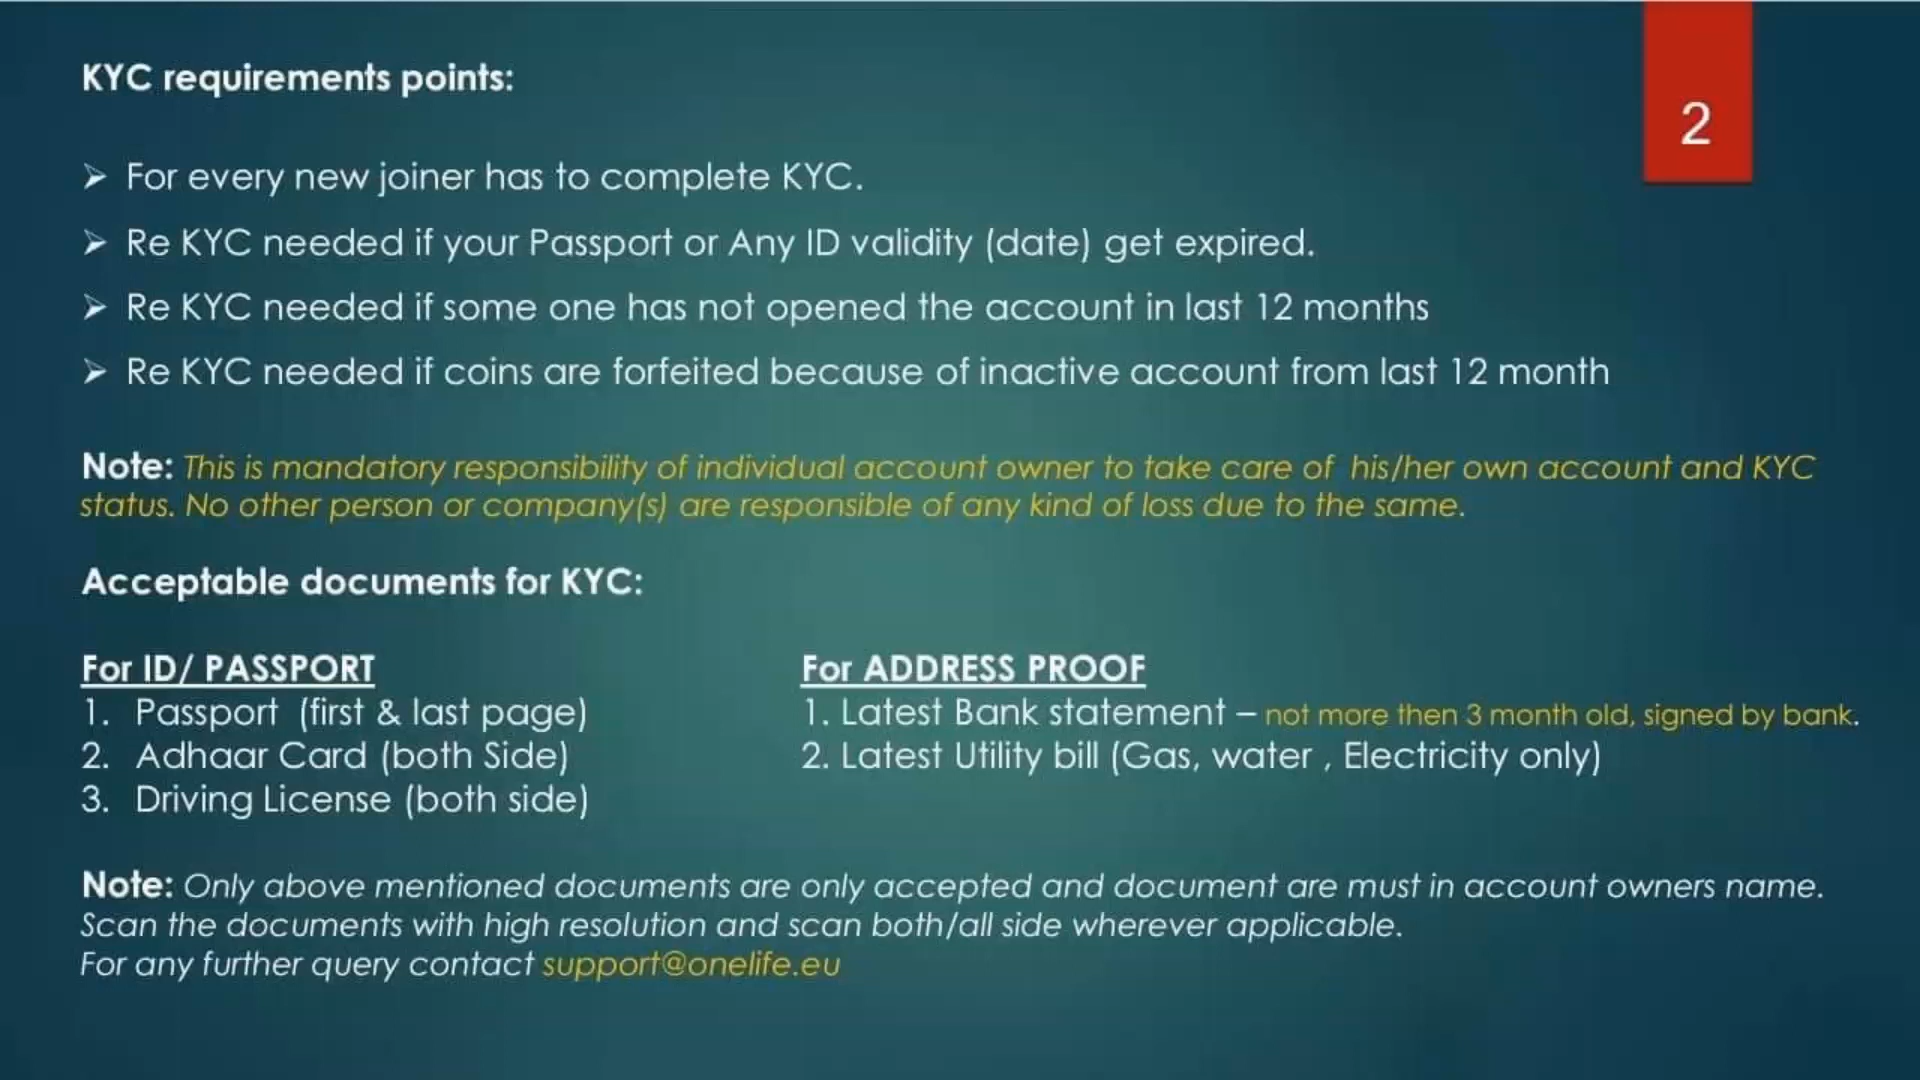 KYC requirements points:
2
➢ For every new joiner has to complete KYC.
➢ Re KYC needed if your Passport or Any ID validity (date) get expired.
➢ Re KYC needed if some one has not opened the account in last 12 months
➢ Re KYC needed if coins are forfeited because of inactive account from last 12 month
Note: This is mandatory responsibility of individual account owner to take care of his/her own account and KYC
status. No other person or company(s) are responsible of any kind of loss due to the same.
Acceptable documents for KYC:
For ID/ PASSPORT
1. Passport (first & last page)
2. Adhaar Card (both Side)
3. Driving License (both side)
For ADDRESS PROOF
1. Latest Bank statement – not more then 3 month old, signed by bank.
2. Latest Utility bill (Gas, water , Electricity only)
Note: Only above mentioned documents are only accepted and document are must in account owners name.
Scan the documents with high resolution and scan both/all side wherever applicable.
For any further query contact support@onelife.eu